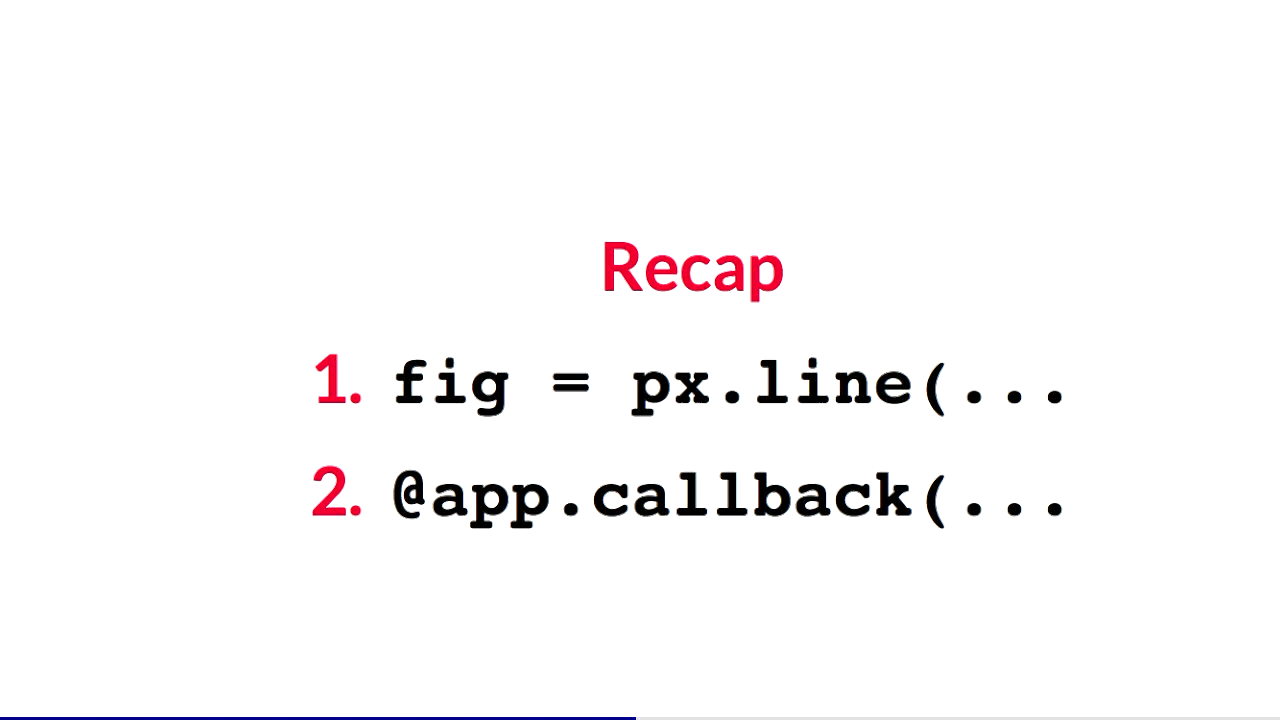 Recap
1. fig = px.line(...
2. @app.callback(...